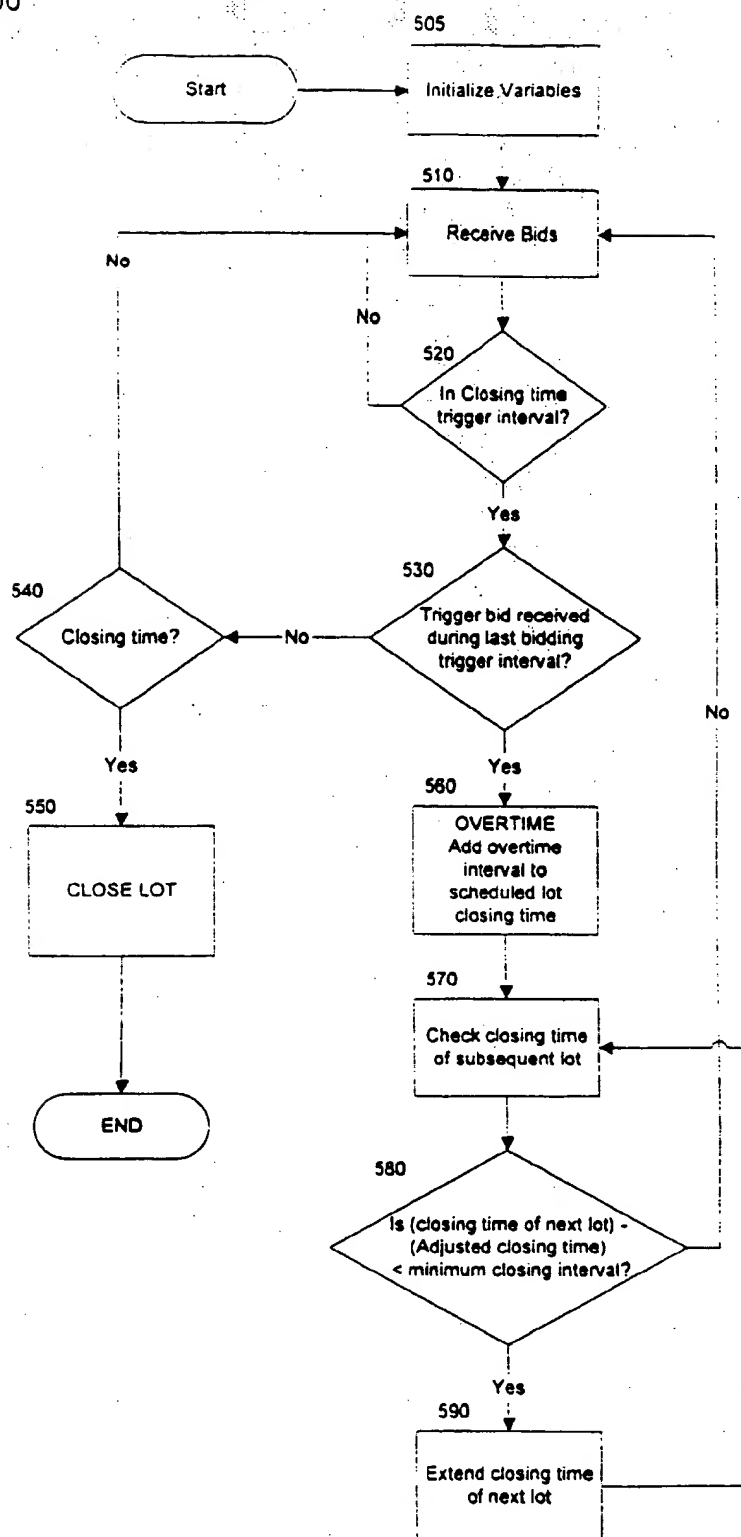 505
Start
Initialize Variables
510
Receive Bids
No
No
520
In Closing time
trigger interval?
Yes
530
Trigger bid received
during last bidding
trigger interval?
No
540
Closing time?
No
Yes
550
CLOSE LOT
END
Yes
560
OVERTIME
Add overtime
interval to
scheduled lot
closing time
570
Check closing time
of subsequent lot
580
Is (closing time of next lot) -
(Adjusted closing time)
< minimum closing interval?
Yes
590
Extend closing time
of next lot